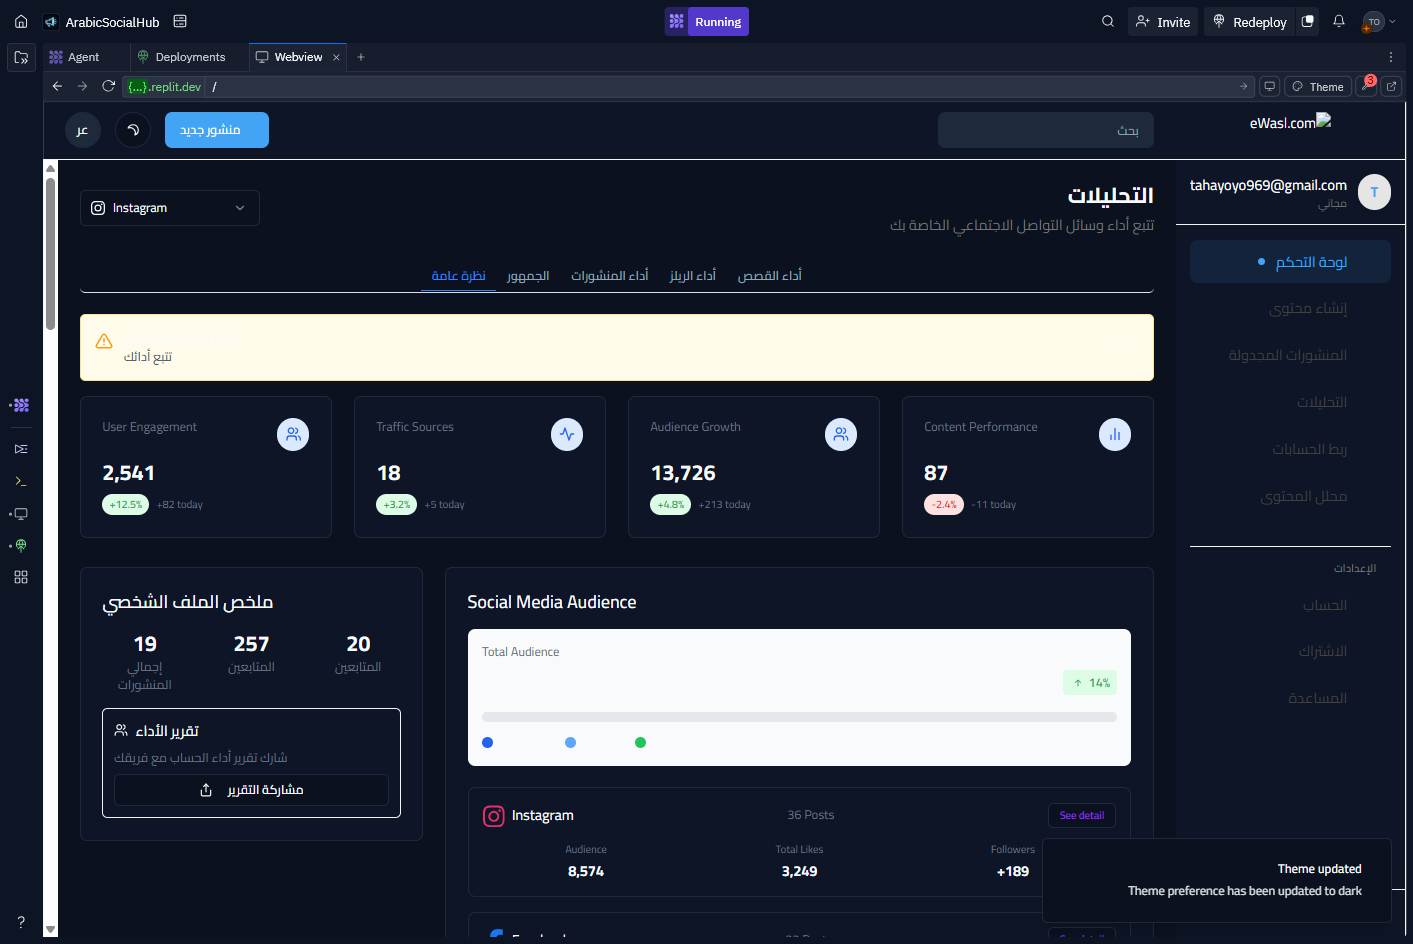 ArabicSocialHub
Running
Invite
Redeploy
TO
Agent
Deployments
Webview
{...}.replit.dev /
Theme
3
eWasl.com
بحث
منشور جديد
عر
tahayoyo969@gmail.com
مجاني
T
لوحة التحكم
إنشاء محتوى
المنشورات المجدولة
التحليلات
ربط الحسابات
محلل المحتوى
الإعدادات
الحساب
الاشتراك
المساعدة
التحليلات
تتبع أداء وسائل التواصل الاجتماعي الخاصة بك
Instagram
أداء القصص
أداء الريلز
أداء المنشورات
الجمهور
نظرة عامة
تتبع أدائك
User Engagement
2,541
+12.5% +82 today
Traffic Sources
18
+3.2% +5 today
Audience Growth
13,726
+4.8% +213 today
Content Performance
87
-2.4% -11 today
ملخص الملف الشخصي
20
المتابعين
257
المتابعين
19
إجمالي
المنشورات
تقرير الأداء
شارك تقرير أداء الحساب مع فريقك
مشاركة التقرير
Social Media Audience
Total Audience
↑ 14%
Instagram
36 Posts
See detail
Audience
8,574
Total Likes
3,249
Followers
+189
Theme updated
Theme preference has been updated to dark